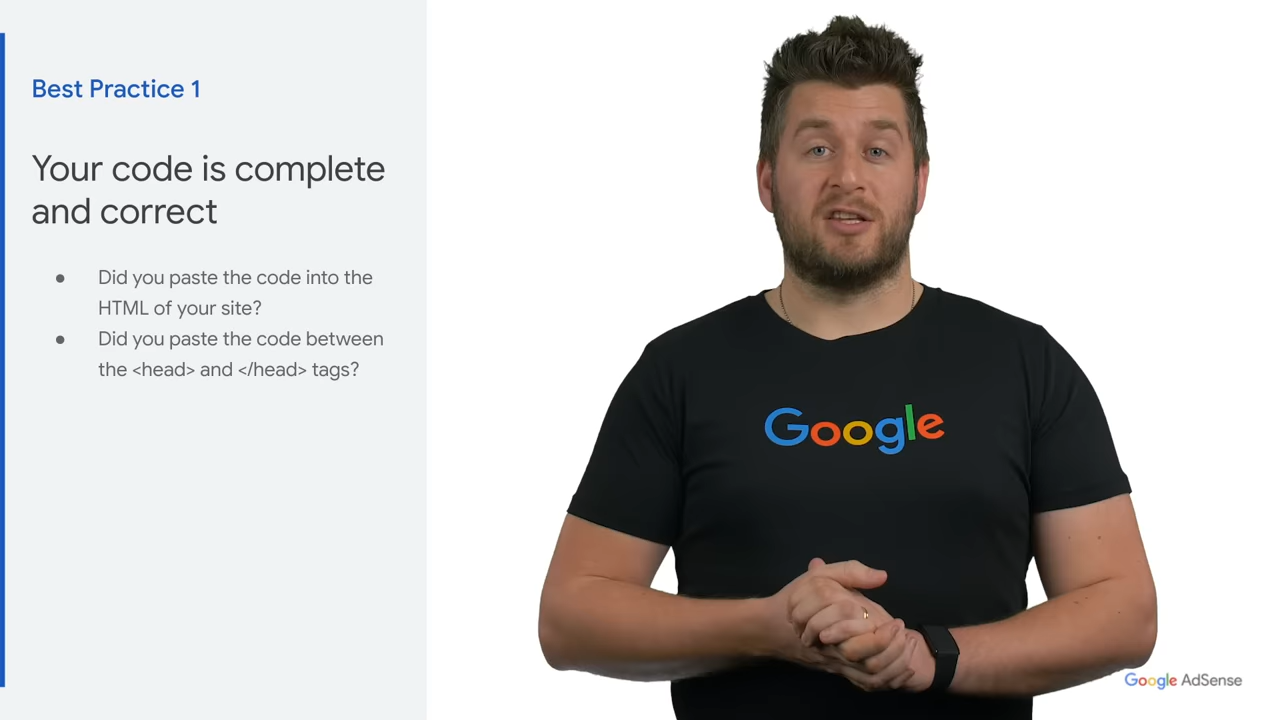 Best Practice 1
Your code is complete
and correct
● Did you paste the code into the
HTML of your site?
● Did you paste the code between
the <head> and </head> tags?
Google
Google AdSense